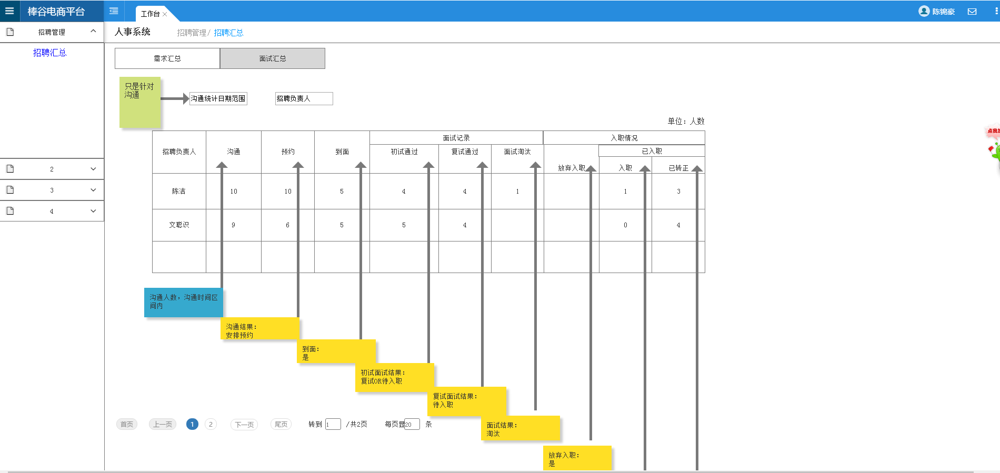 棒谷电商平台
工作台
陈锦豪
招聘管理
人事系统
招聘管理/ 招聘汇总
招聘汇总
需求汇总
面试汇总
只是针对
沟通
沟通统计日期范围
招聘负责人
单位：人数
招聘负责人
沟通
预约
到面
面试记录
初试通过
复试通过
面试淘汰
入职情况
已入职
放弃入职
入职
已转正
陈洁 10 10 5 4 4 1 1 3
文聪识 9 6 5 5 4 0 4
2
3
4
沟通人数，沟通时间区
间内
沟通结果：
安排预约
到面：
是
初试面试结果：
复试OR待入职
复试面试结果：
待入职
面试结果：
淘汰
放弃入职：
是
首页 上一页 1 2 下一页 尾页 转到 1 /共2页 每页显 20 条
点我加